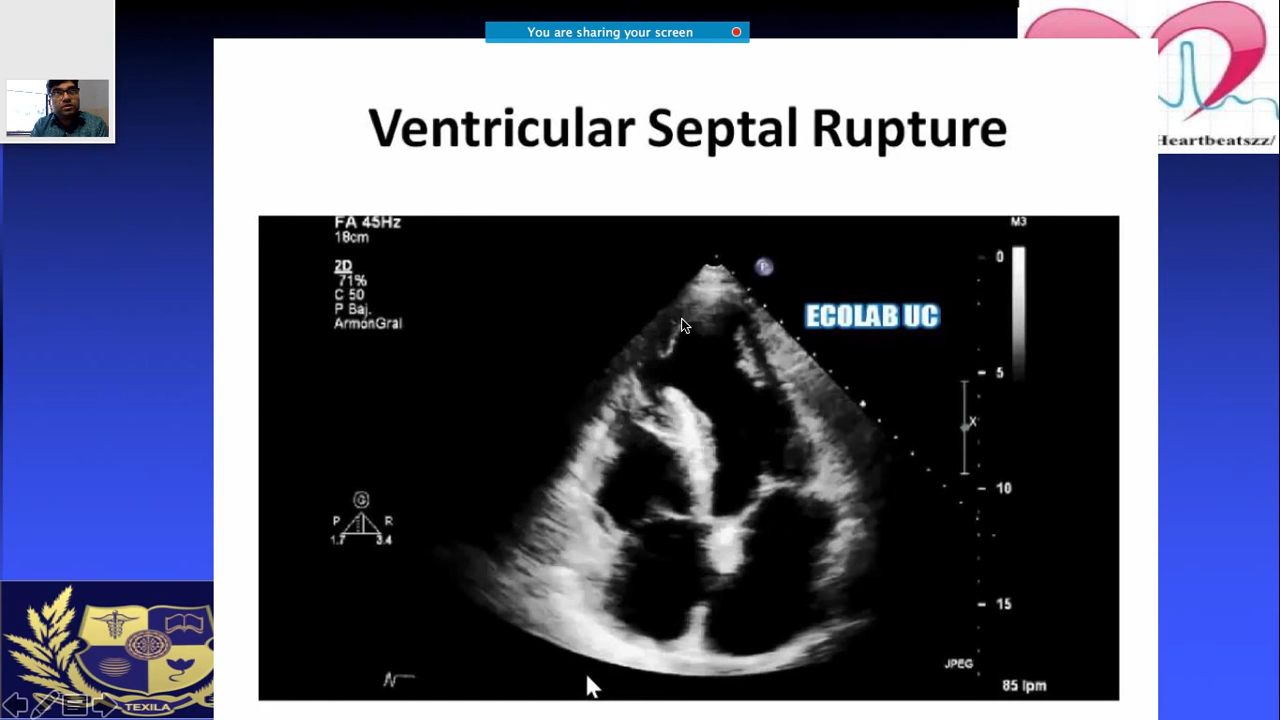 You are sharing your screen
Heartbeatszz/
Ventricular Septal Rupture
FA 45Hz
18cm
2D
71%
C 50
P Baj.
ArmonGral
M3
P
ECOLAB UC
0
5
X
10
15
G
P R
1.7 3.4
JPEG
85 lpm
TEXILA